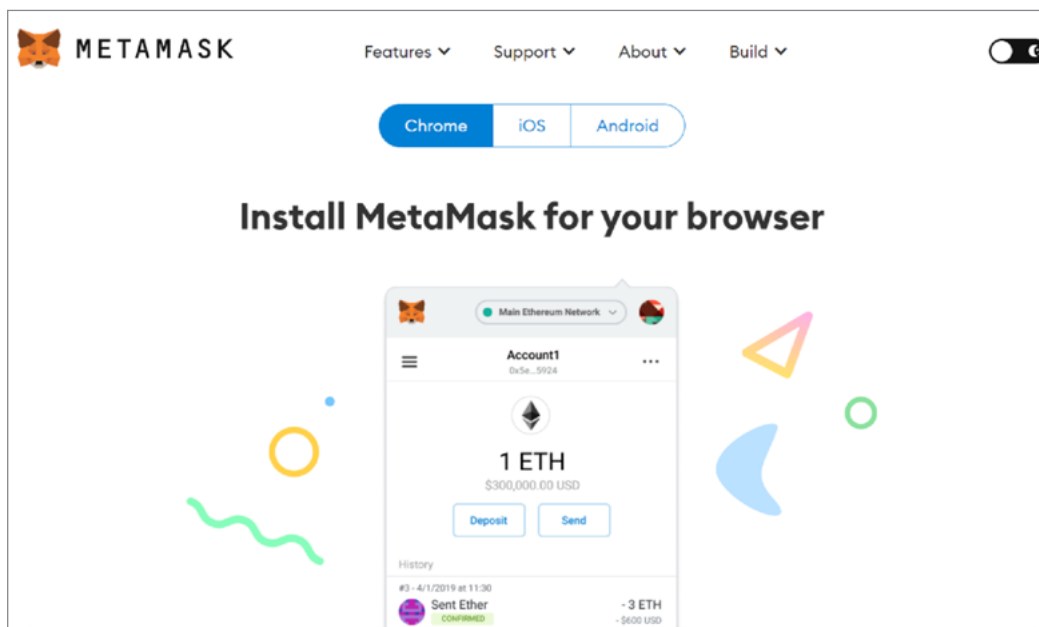 METAMASK
Features Support About Build
Chrome iOS Android
Install MetaMask for your browser
Main Ethereum Network
Account1
0x5e...5924
1 ETH
$300,000.00 USD
Deposit Send
History
#3 - 4/1/2019 at 11:30
Sent Ether - 3 ETH
CONFIRMED - $600 USD